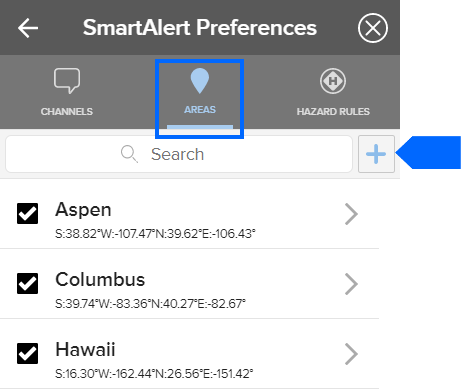 SmartAlert Preferences
CHANNELS
AREAS
HAZARD RULES
H
Search
Aspen
S:38.82°W:-107.47°N:39.62°E:-106.43°
Columbus
S:39.74°W:-83.36°N:40.27°E:-82.67°
Hawaii
S:16.30°W:-162.44°N:26.56°E:-151.42°